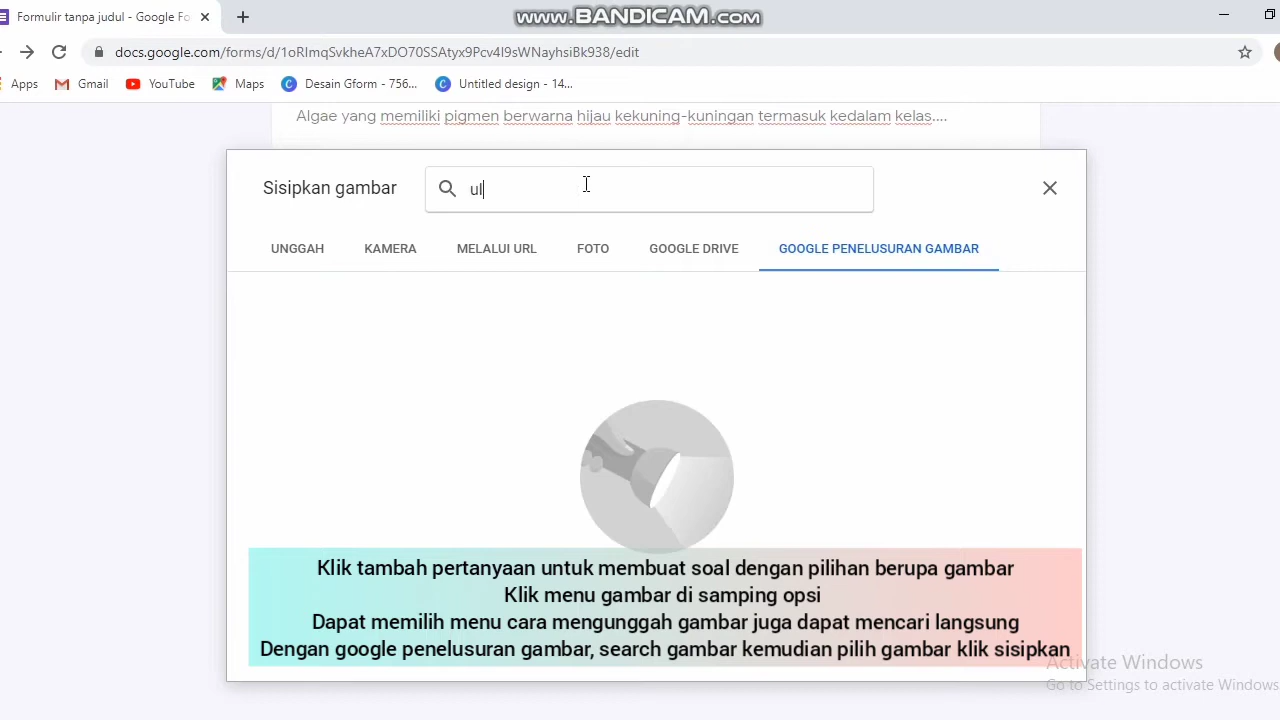 Formulir tanpa judul - Google Fo
www.BANDICAM.com
docs.google.com/forms/d/1oRImqSvkheA7xDO70SSAtyx9Pcv4I9sWNayhsiBk938/edit
Apps Gmail YouTube Maps Desain Gform - 756... Untitled design - 14...
Algae yang memiliki pigmen berwarna hijau kekuning-kuningan termasuk kedalam kelas....
Sisipkan gambar
ul
UNGGAH KAMERA MELALUI URL FOTO GOOGLE DRIVE GOOGLE PENELUSURAN GAMBAR
Klik tambah pertanyaan untuk membuat soal dengan pilihan berupa gambar
Klik menu gambar di samping opsi
Dapat memilih menu cara mengunggah gambar juga dapat mencari langsung
Dengan google penelusuran gambar, search gambar kemudian pilih gambar klik sisipkan
Activate Windows
Go to Settings to activate Windows